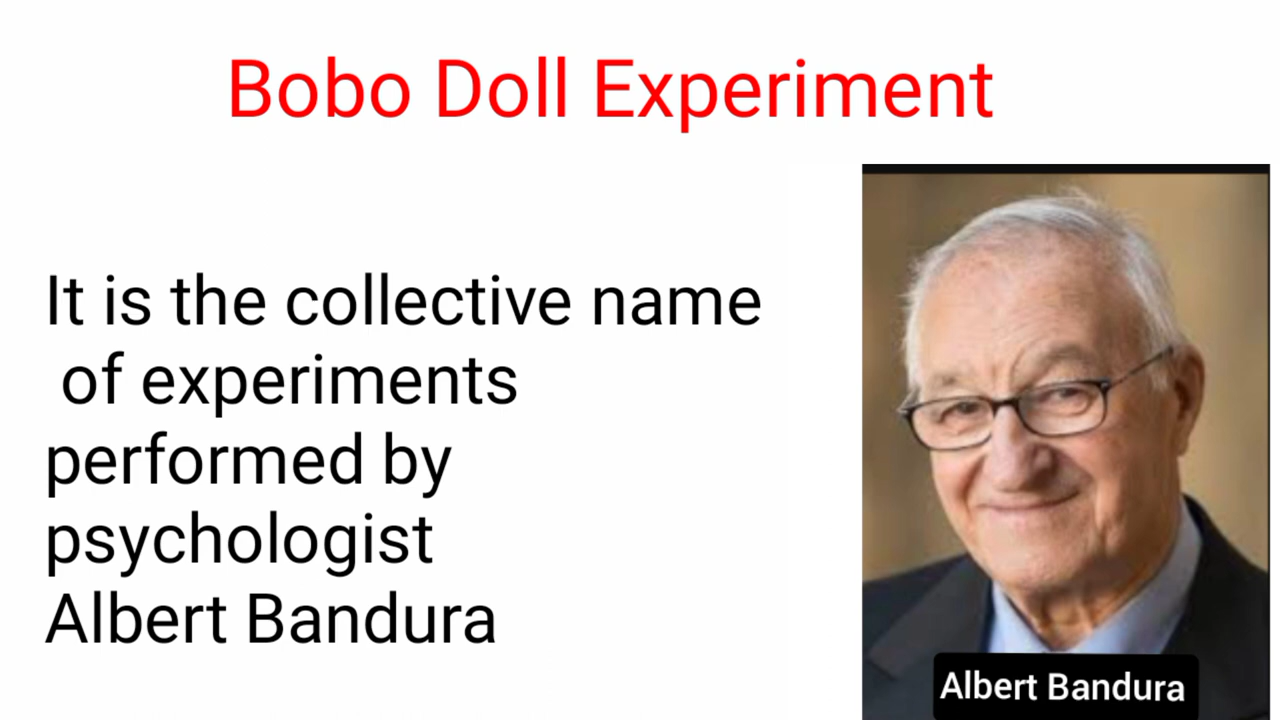 Bobo Doll Experiment
It is the collective name
of experiments
performed by
psychologist
Albert Bandura
Albert Bandura